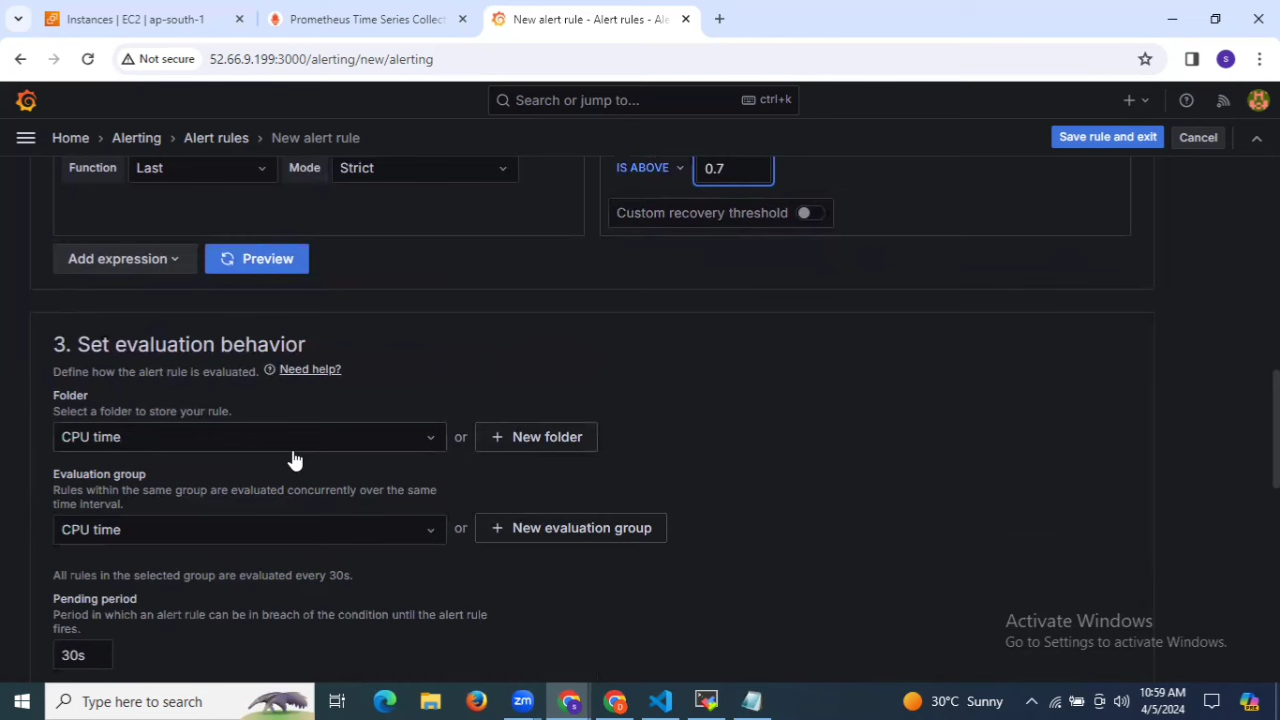 Instances | EC2 | ap-south-1
Prometheus Time Series Collect
New alert rule - Alert rules - Ale
Not secure
52.66.9.199:3000/alerting/new/alerting
s
Search or jump to...
ctrl+k
Home > Alerting > Alert rules > New alert rule
Save rule and exit
Cancel
Function
Last
Mode
Strict
IS ABOVE
0.7
Custom recovery threshold
Add expression
Preview
3. Set evaluation behavior
Define how the alert rule is evaluated.
Need help?
Folder
Select a folder to store your rule.
CPU time
or
+ New folder
Evaluation group
Rules within the same group are evaluated concurrently over the same
time interval.
CPU time
or
+ New evaluation group
All rules in the selected group are evaluated every 30s.
Pending period
Period in which an alert rule can be in breach of the condition until the alert rule
fires.
30s
Activate Windows
Go to Settings to activate Windows.
Type here to search
zm
30°C Sunny
10:59 AM
4/5/2024